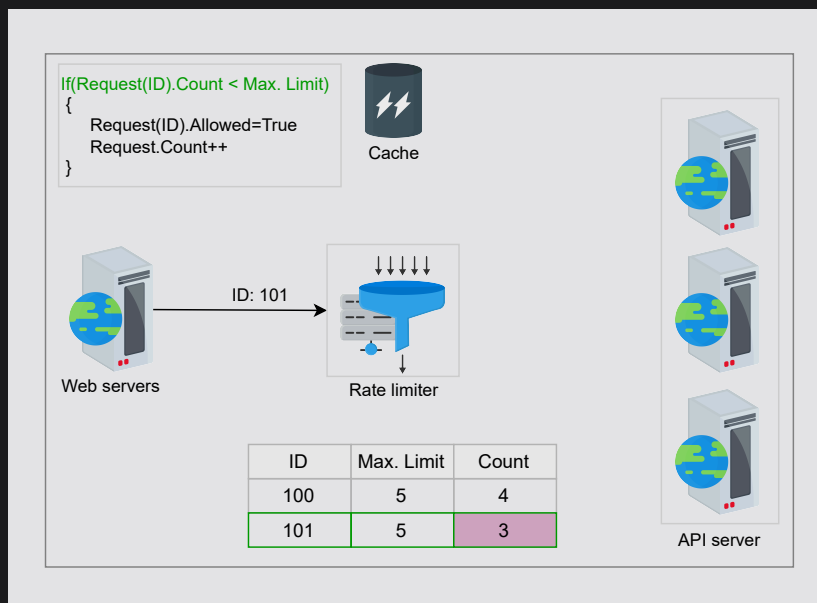 If(Request(ID).Count < Max. Limit)
{
Request(ID).Allowed=True
Request.Count++
}
Cache
ID: 101
Web servers
Rate limiter
ID Max. Limit Count
100 5 4
101 5 3
API server